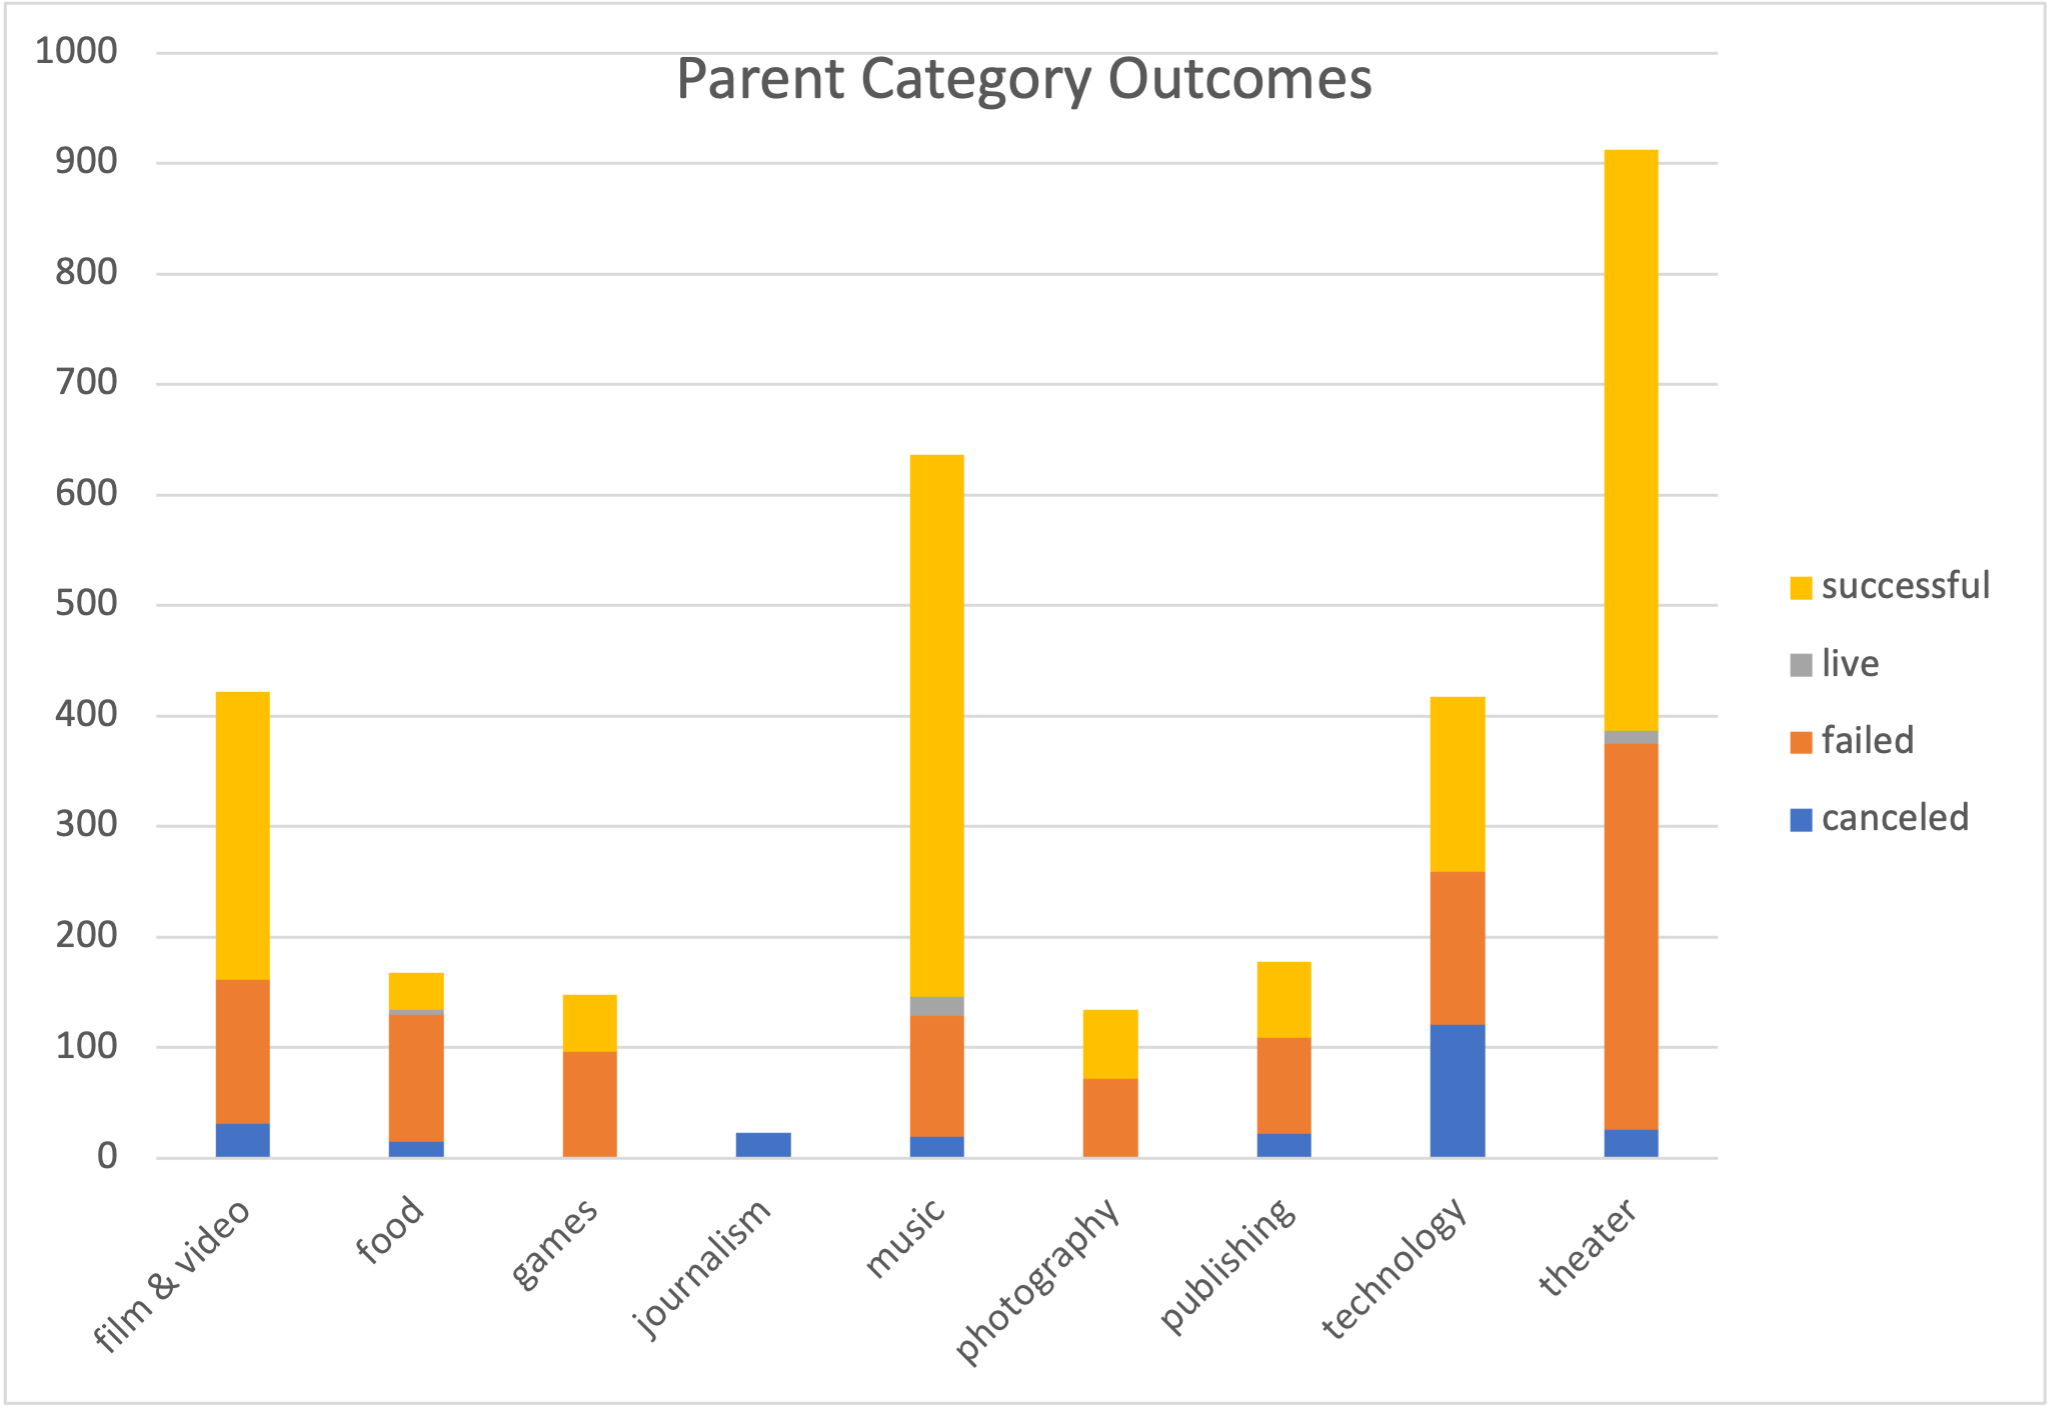 Parent Category Outcomes
1000
900
800
700
600
500
400
300
200
100
0
film & video
food
games
journalism
music
photography
publishing
technology
theater
successful
live
failed
canceled